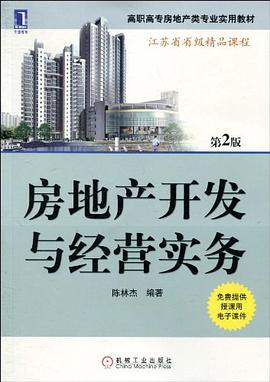 高职高专房地产类专业实用教材
江苏省省级精品课程
第2版
房地产开发
与经营实务
陈林杰 编著
免费提供
授课用
电子课件
机械工业出版社
China Machine Press